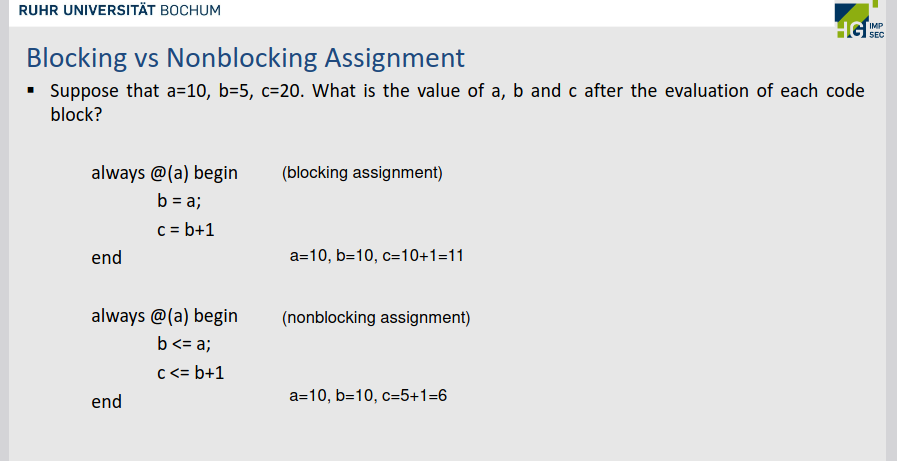 RUHR UNIVERSITÄT BOCHUM
HGI IMP
SEC
Blocking vs Nonblocking Assignment
▪ Suppose that a=10, b=5, c=20. What is the value of a, b and c after the evaluation of each code
block?
always @(a) begin (blocking assignment)
b = a;
c = b+1
end a=10, b=10, c=10+1=11
always @(a) begin (nonblocking assignment)
b <= a;
c <= b+1
end a=10, b=10, c=5+1=6